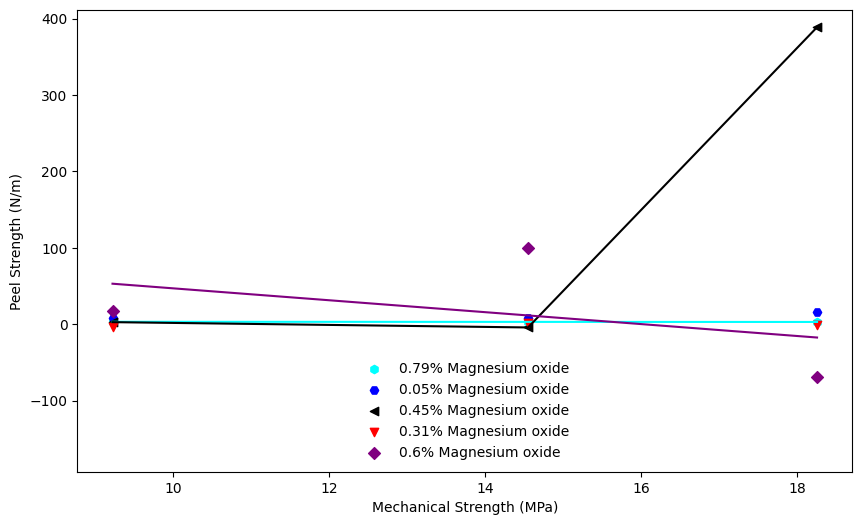 400
300
200
100
0
−100
Peel Strength (N/m)
0.79% Magnesium oxide
0.05% Magnesium oxide
0.45% Magnesium oxide
0.31% Magnesium oxide
0.6% Magnesium oxide
10 12 14 16 18
Mechanical Strength (MPa)